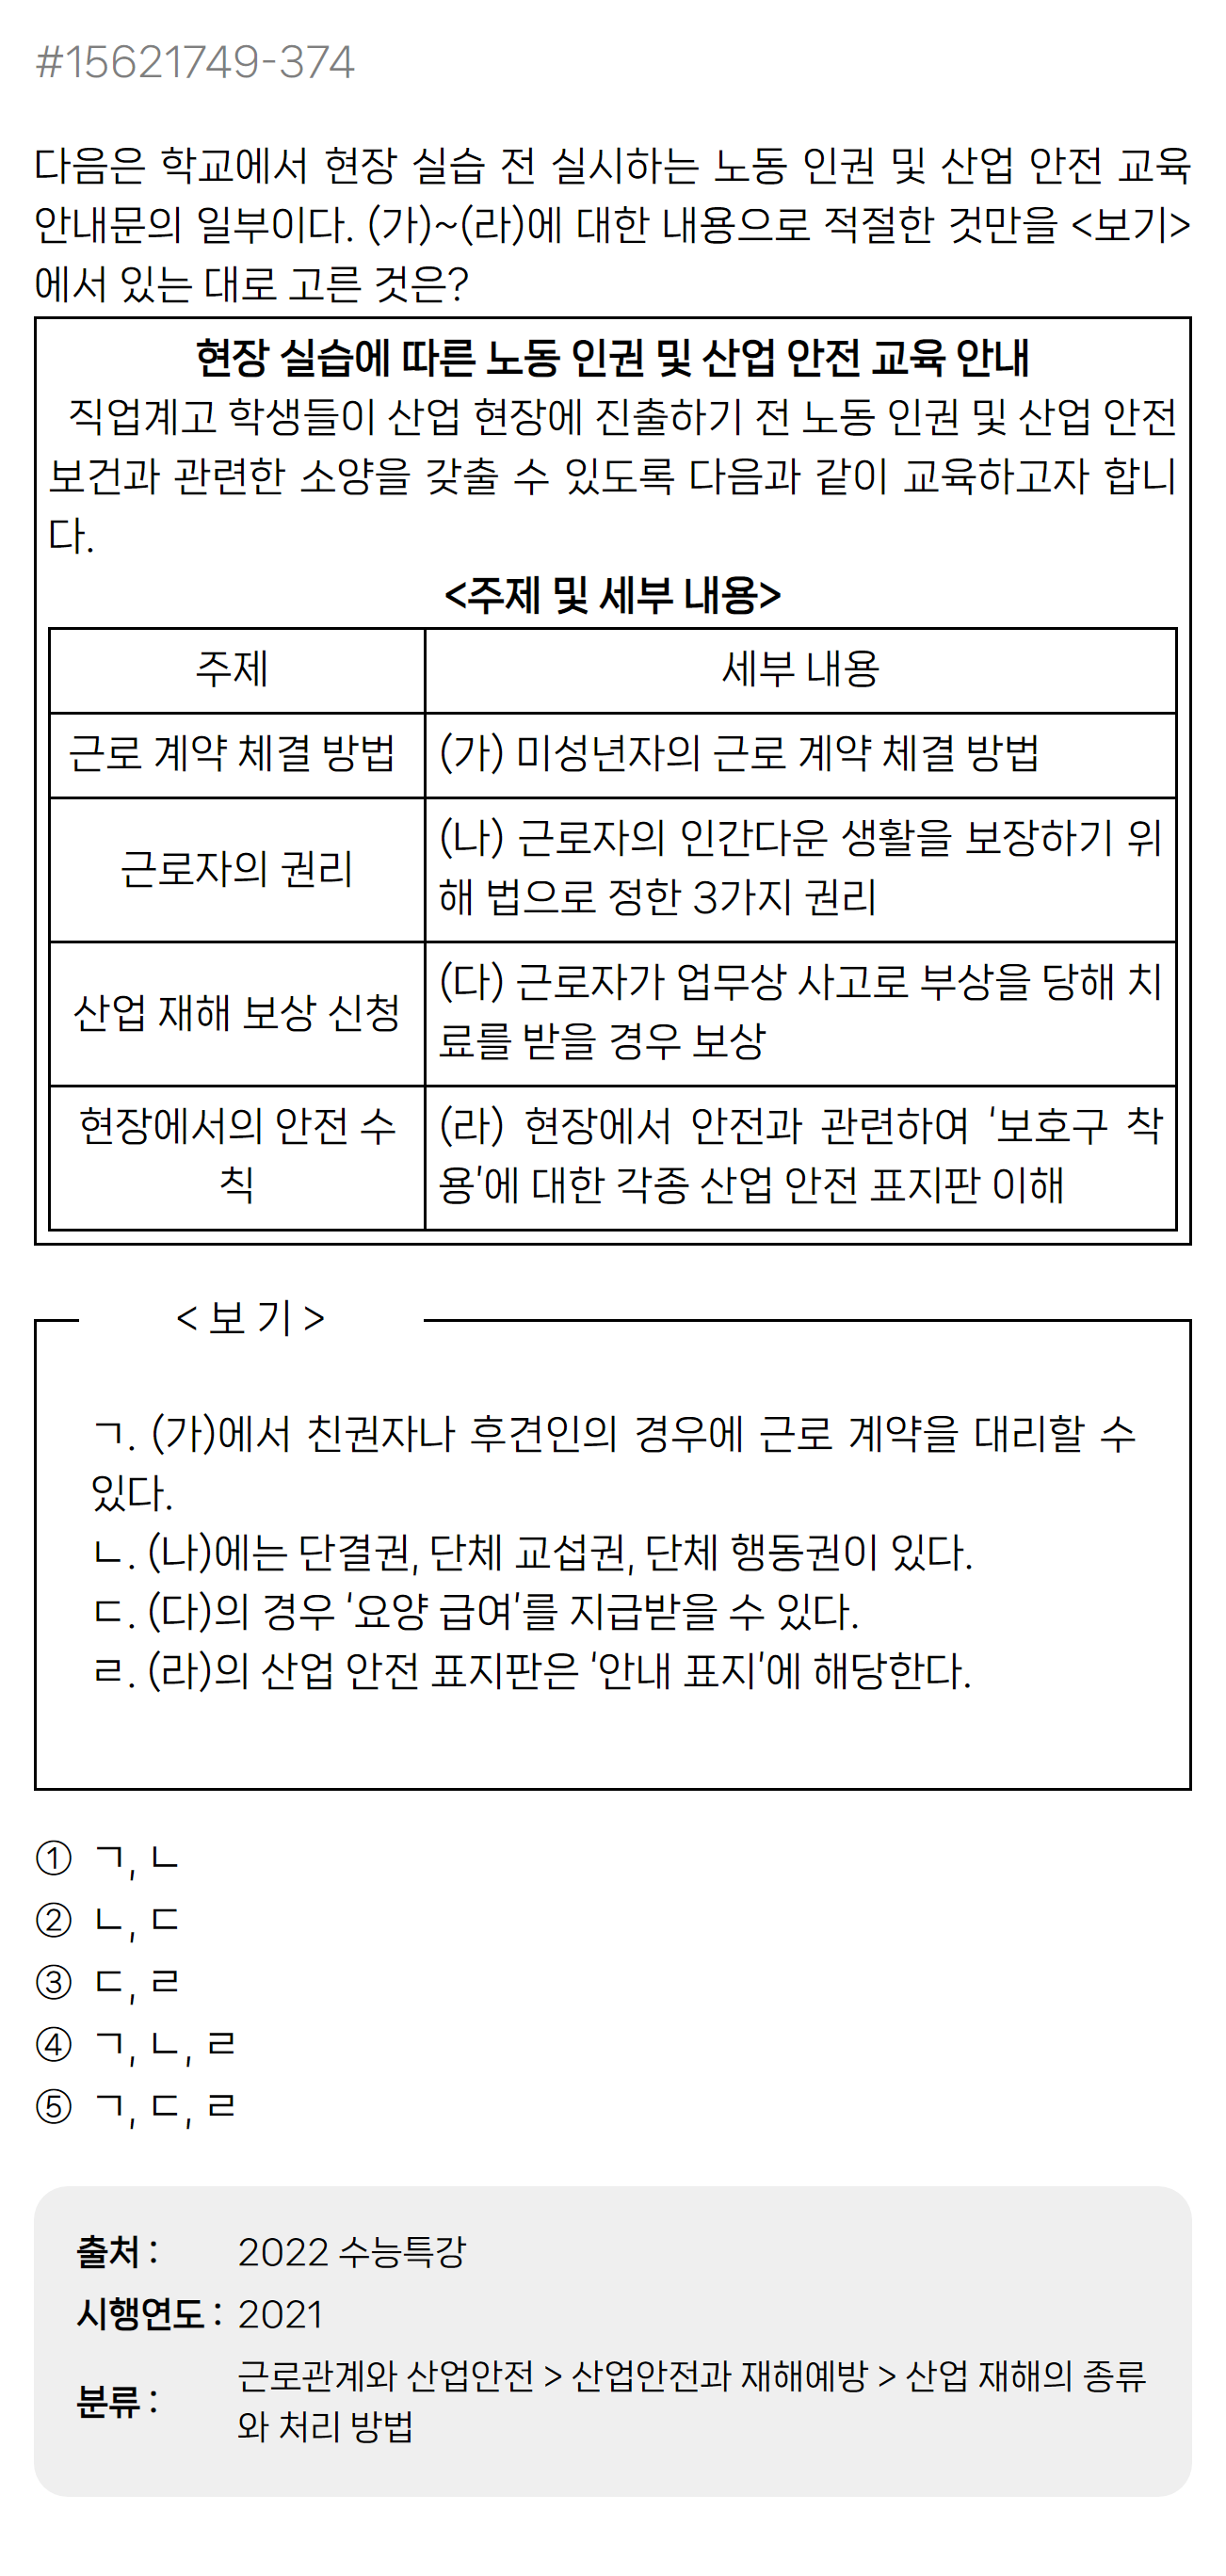 #15621749-374
다음은 학교에서 현장 실습 전 실시하는 노동 인권 및 산업 안전 교육
안내문의 일부이다. (가)~(라)에 대한 내용으로 적절한 것만을 <보기>
에서 있는 대로 고른 것은?
현장 실습에 따른 노동 인권 및 산업 안전 교육 안내
직업계고 학생들이 산업 현장에 진출하기 전 노동 인권 및 산업 안전
보건과 관련한 소양을 갖출 수 있도록 다음과 같이 교육하고자 합니
다.
<주제 및 세부 내용>
주제 세부 내용
근로 계약 체결 방법 (가) 미성년자의 근로 계약 체결 방법
근로자의 권리 (나) 근로자의 인간다운 생활을 보장하기 위
해 법으로 정한 3가지 권리
산업 재해 보상 신청 (다) 근로자가 업무상 사고로 부상을 당해 치
료를 받을 경우 보상
현장에서의 안전 수 (라) 현장에서 안전과 관련하여 '보호구 착
칙 용'에 대한 각종 산업 안전 표지판 이해
< 보 기 >
ㄱ. (가)에서 친권자나 후견인의 경우에 근로 계약을 대리할 수
있다.
ㄴ. (나)에는 단결권, 단체 교섭권, 단체 행동권이 있다.
ㄷ. (다)의 경우 '요양 급여'를 지급받을 수 있다.
ㄹ. (라)의 산업 안전 표지판은 '안내 표지'에 해당한다.
① ㄱ, ㄴ
② ㄴ, ㄷ
③ ㄷ, ㄹ
④ ㄱ, ㄴ, ㄹ
⑤ ㄱ, ㄷ, ㄹ
출처 : 2022 수능특강
시행연도 : 2021
분류 : 근로관계와 산업안전 > 산업안전과 재해예방 > 산업 재해의 종류
와 처리 방법